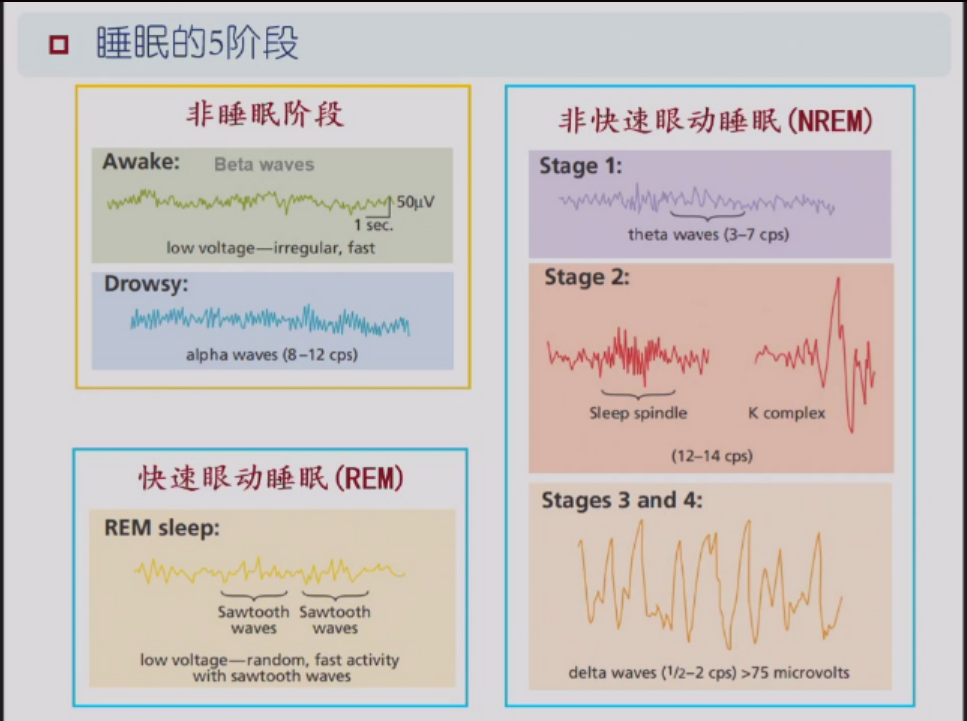 睡眠的5阶段
非睡眠阶段
Awake: Beta waves
50μV
1 sec.
low voltage—irregular, fast
Drowsy:
alpha waves (8–12 cps)
快速眼动睡眠(REM)
REM sleep:
Sawtooth waves
Sawtooth waves
low voltage—random, fast activity
with sawtooth waves
非快速眼动睡眠(NREM)
Stage 1:
theta waves (3–7 cps)
Stage 2:
Sleep spindle
K complex
(12–14 cps)
Stages 3 and 4:
delta waves (1/2–2 cps) >75 microvolts